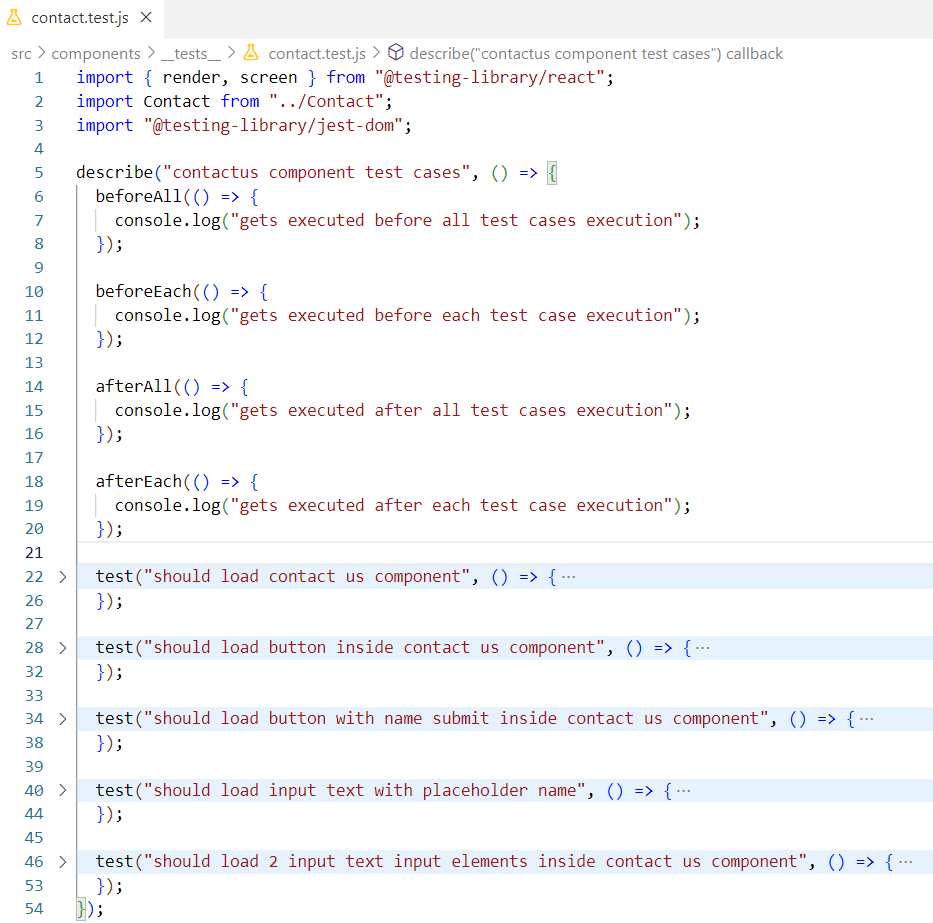 contact.test.js
src > components > __tests__ > contact.test.js > describe("contactus component test cases") callback
1 import { render, screen } from "@testing-library/react";
2 import Contact from "../Contact";
3 import "@testing-library/jest-dom";
4
5 describe("contactus component test cases", () => {
6 beforeAll(() => {
7 console.log("gets executed before all test cases execution");
8 });
9
10 beforeEach(() => {
11 console.log("gets executed before each test case execution");
12 });
13
14 afterAll(() => {
15 console.log("gets executed after all test cases execution");
16 });
17
18 afterEach(() => {
19 console.log("gets executed after each test case execution");
20 });
21
22 > test("should load contact us component", () => { ···
26 });
27
28 > test("should load button inside contact us component", () => { ···
32 });
33
34 > test("should load button with name submit inside contact us component", () => { ···
38 });
39
40 > test("should load input text with placeholder name", () => { ···
44 });
45
46 > test("should load 2 input text input elements inside contact us component", () => { ···
53 });
54 });